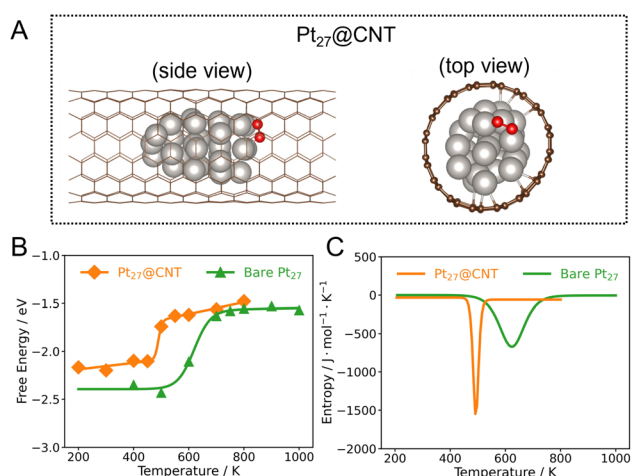 A
Pt₂₇@CNT
(side view)
(top view)
B
Pt₂₇@CNT
Bare Pt₂₇
Free Energy / eV
−1.0
−1.5
−2.0
−2.5
−3.0
200 400 600 800 1000
Temperature / K
C
Pt₂₇@CNT
Bare Pt₂₇
Entropy / J · mol⁻¹ · K⁻¹
500
0
−500
−1000
−1500
−2000
200 400 600 800 1000
Temperature / K